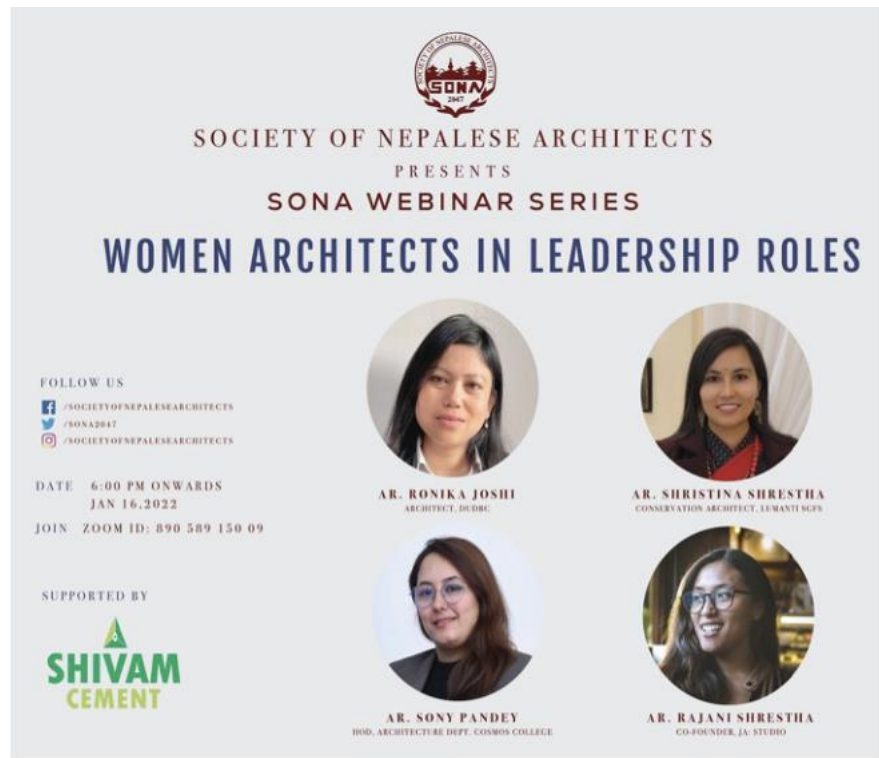 SOCIETY OF NEPALESE ARCHITECTS
SONA
2047
SOCIETY OF NEPALESE ARCHITECTS
PRESENTS
SONA WEBINAR SERIES
WOMEN ARCHITECTS IN LEADERSHIP ROLES
FOLLOW US
/SOCIETYOFNEPALESEARCHITECTS
/SONA2047
/SOCIETYOFNEPALESEARCHITECTS
DATE 6:00 PM ONWARDS
JAN 16,2022
JOIN ZOOM ID: 890 589 150 09
SUPPORTED BY
SHIVAM
CEMENT
AR. RONIKA JOSHI
ARCHITECT, DUDBC
AR. SHRISTINA SHRESTHA
CONSERVATION ARCHITECT, LUMANTI SGFS
AR. SONY PANDEY
HOD, ARCHITECTURE DEPT. COSMOS COLLEGE
AR. RAJANI SHRESTHA
CO-FOUNDER, JA/ STUDIO